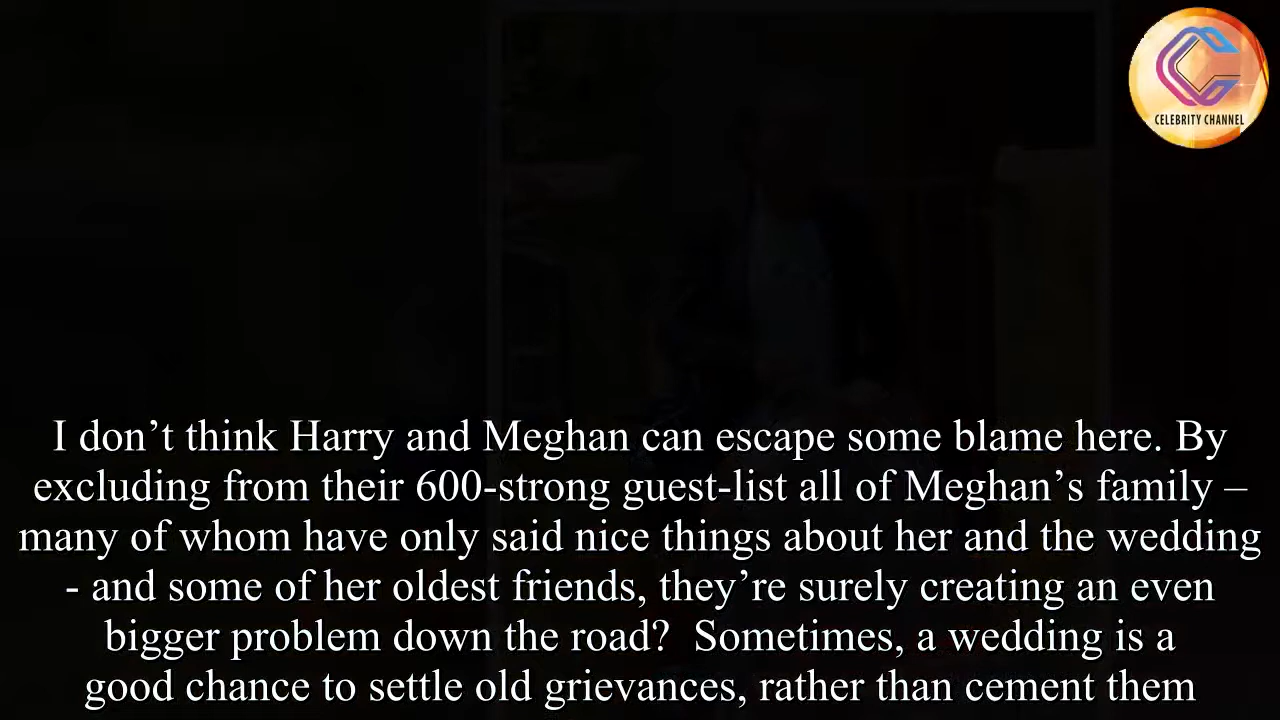 CELEBRITY CHANNEL
I don’t think Harry and Meghan can escape some blame here. By
excluding from their 600-strong guest-list all of Meghan’s family –
many of whom have only said nice things about her and the wedding
- and some of her oldest friends, they’re surely creating an even
bigger problem down the road?  Sometimes, a wedding is a
good chance to settle old grievances, rather than cement them